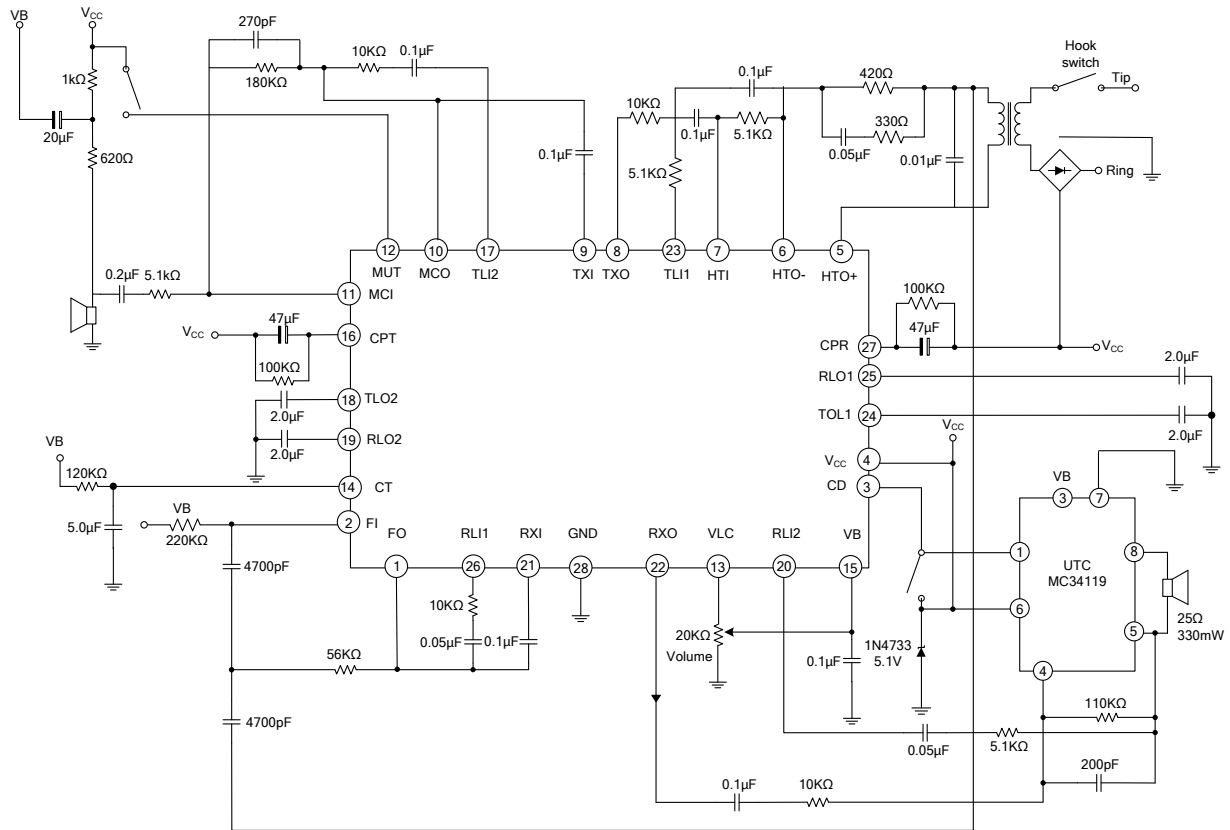 VB
VCC
270pF
10KΩ
0.1µF
1kΩ
180KΩ
20µF
620Ω
0.1µF
0.1µF
10KΩ
0.1µF
5.1KΩ
5.1KΩ
420Ω
330Ω
0.05µF
0.01µF
Hook
switch
Tip
Ring
12
10
17
9
8
23
7
6
5
MUT
MCO
TLI2
TXI
TXO
TLI1
HTI
HTO-
HTO+
0.2µF
5.1kΩ
11
MCI
VCC
47µF
16
CPT
100KΩ
18
TLO2
2.0µF
19
RLO2
2.0µF
VB
120KΩ
14
CT
5.0µF
VB
220KΩ
2
FI
100KΩ
47µF
CPR
27
VCC
RLO1
25
2.0µF
TOL1
24
2.0µF
VCC
VCC
4
CD
3
FO
RLI1
RXI
GND
RXO
VLC
RLI2
VB
1
26
21
28
22
13
20
15
4700pF
10KΩ
0.05µF
0.1µF
56KΩ
4700pF
20KΩ
Volume
0.1µF
1N4733
5.1V
VB
3
7
1
8
UTC
MC34119
6
5
4
25Ω
330mW
110KΩ
0.05µF
5.1KΩ
200pF
0.1µF
10KΩ